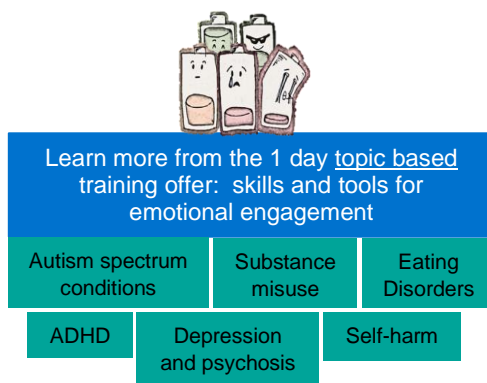 Learn more from the 1 day topic based
training offer:  skills and tools for
emotional engagement
Autism spectrum
conditions
Substance
misuse
Eating
Disorders
ADHD
Depression
and psychosis
Self-harm